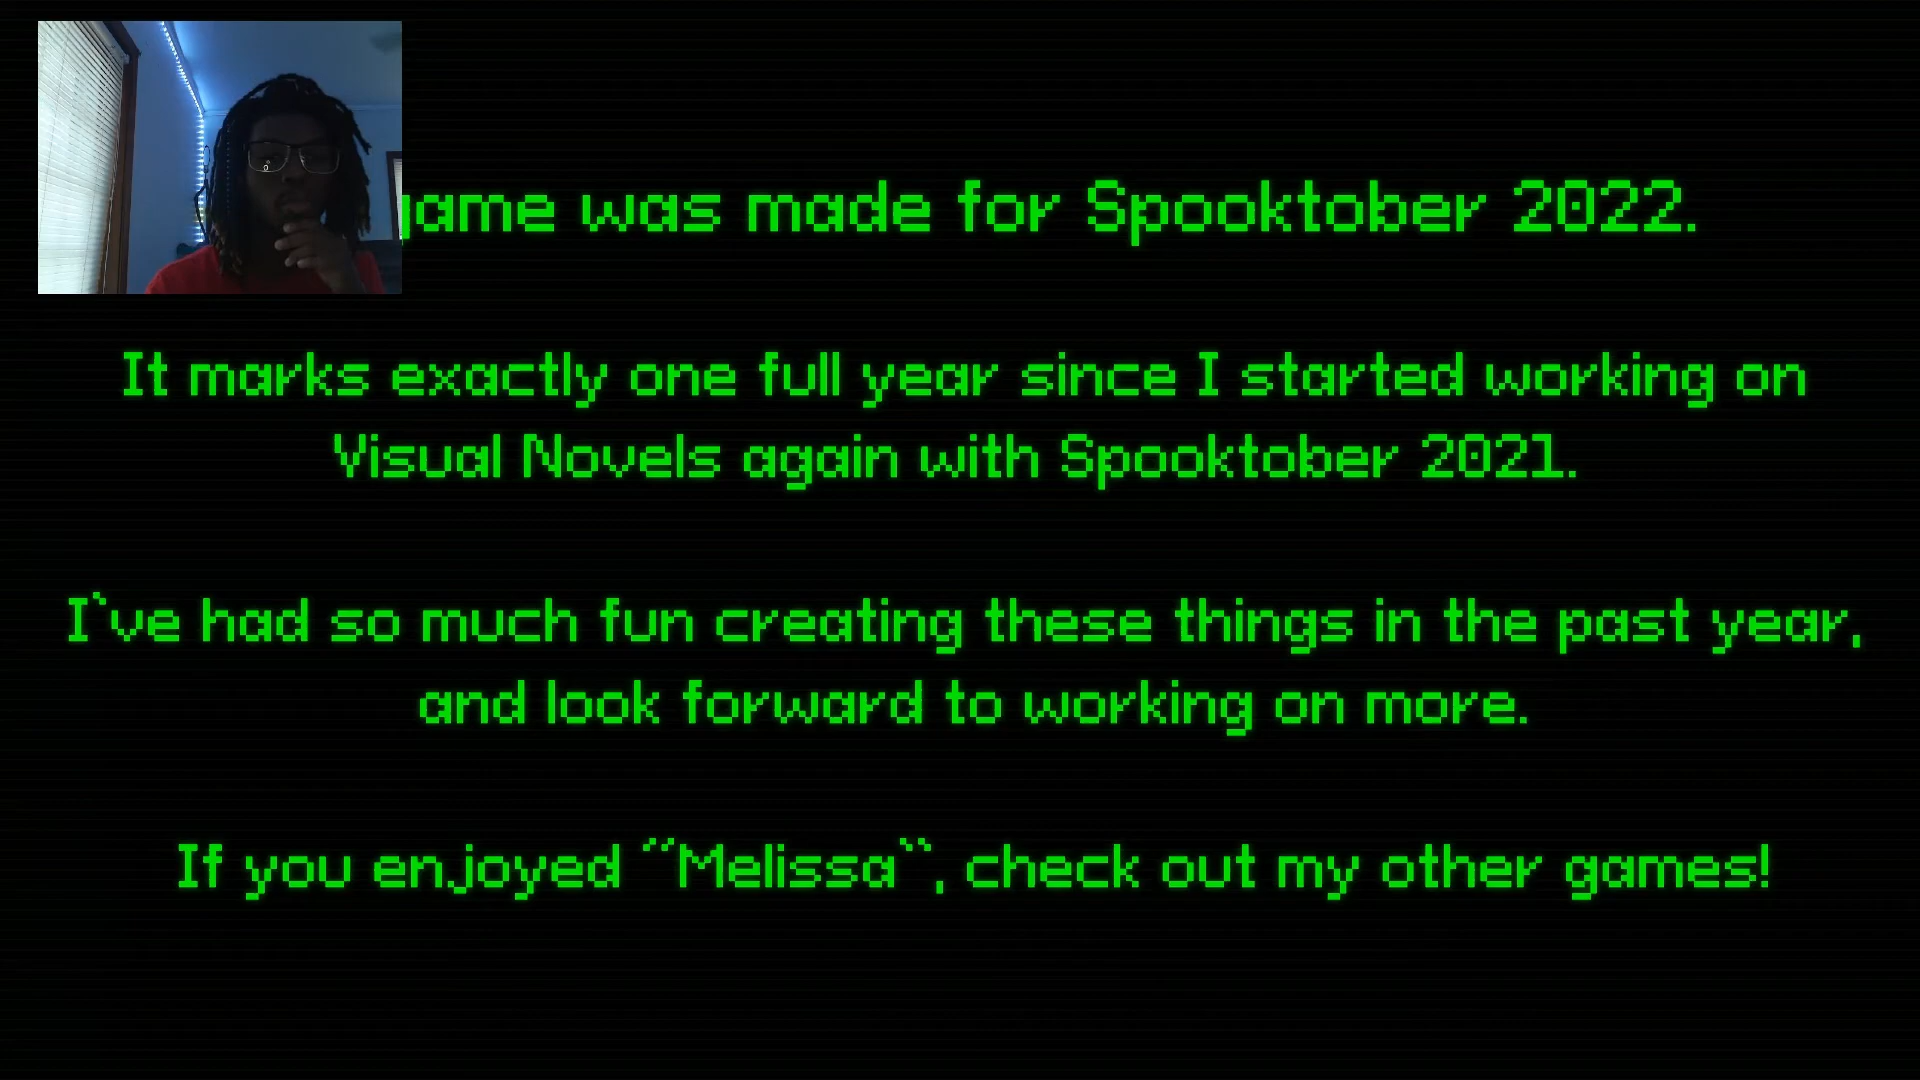 game was made for Spooktober 2022.
It marks exactly one full year since I started working on
Visual Novels again with Spooktober 2021.
I`ve had so much fun creating these things in the past year,
and look forward to working on more.
If you enjoyed ´´Melissa``, check out my other games!